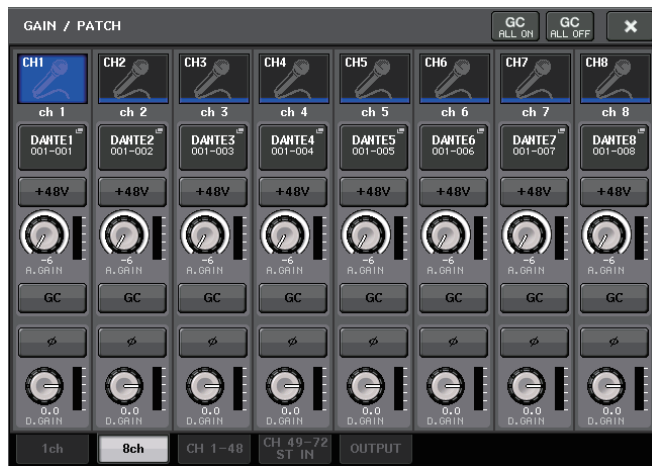 GAIN / PATCH GC ALL ON GC ALL OFF ×
CH1 CH2 CH3 CH4 CH5 CH6 CH7 CH8
ch 1 ch 2 ch 3 ch 4 ch 5 ch 6 ch 7 ch 8
DANTE1 DANTE2 DANTE3 DANTE4 DANTE5 DANTE6 DANTE7 DANTE8
001-001 001-002 001-003 001-004 001-005 001-006 001-007 001-008
+48V +48V +48V +48V +48V +48V +48V +48V
-6 -6 -6 -6 -6 -6 -6 -6
A.GAIN A.GAIN A.GAIN A.GAIN A.GAIN A.GAIN A.GAIN A.GAIN
GC GC GC GC GC GC GC GC
ø ø ø ø ø ø ø ø
0.0 0.0 0.0 0.0 0.0 0.0 0.0 0.0
D.GAIN D.GAIN D.GAIN D.GAIN D.GAIN D.GAIN D.GAIN D.GAIN
1ch 8ch CH 1-48 CH 49-72 ST IN OUTPUT